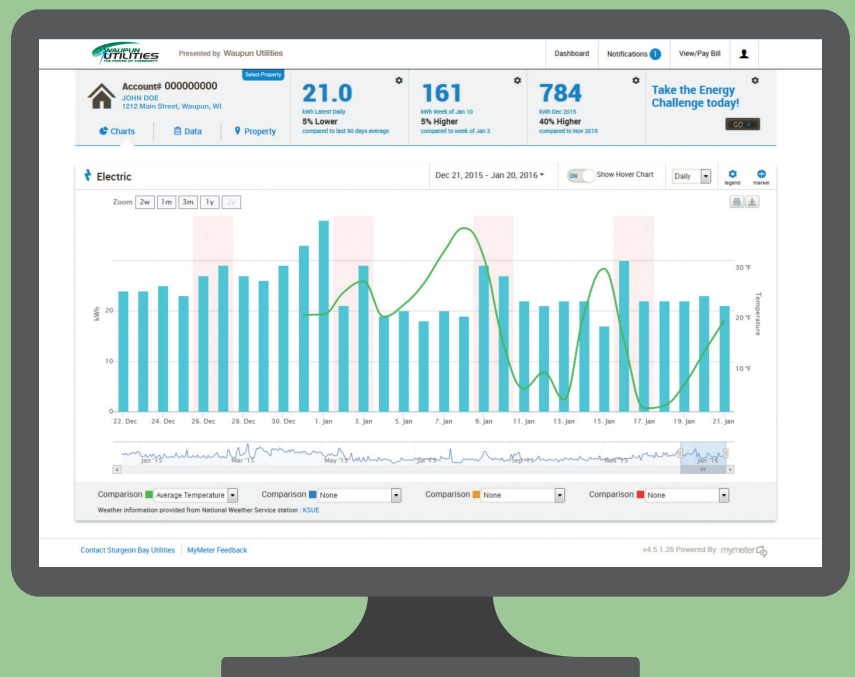 WAUPUN
UTILITIES
THE POWER OF COMMUNITY
Presented by: Waupun Utilities
Dashboard
Notifications 1
View/Pay Bill
Select Property
Account# 000000000
JOHN DOE
1212 Main Street, Waupun, WI
Charts
Data
Property
21.0
kWh Latest Daily
5% Lower
compared to last 90 days average
161
kWh Week of Jan 10
5% Higher
compared to week of Jan 3
784
kWh Dec 2015
40% Higher
compared to Nov 2015
Take the Energy
Challenge today!
GO
Electric
Dec 21, 2015 - Jan 20, 2016
ON
Show Hover Chart
Daily
legend
marker
Zoom 2w 1m 3m 1y 2y
kWh
20
10
0
30 °F
20 °F
10 °F
Temperature
22. Dec 24. Dec 26. Dec 28. Dec 30. Dec 1. Jan 3. Jan 5. Jan 7. Jan 9. Jan 11. Jan 13. Jan 15. Jan 17. Jan 19. Jan 21. Jan
Jan '15 Mar '15 May '15 Jul '15 Sep '15 Nov '15 Jan '16
Comparison Average Temperature
Comparison None
Comparison None
Comparison None
Weather information provided from National Weather Service station : KSUE
Contact Sturgeon Bay Utilities
MyMeter Feedback
v4.5.1.26 Powered By: mymeter